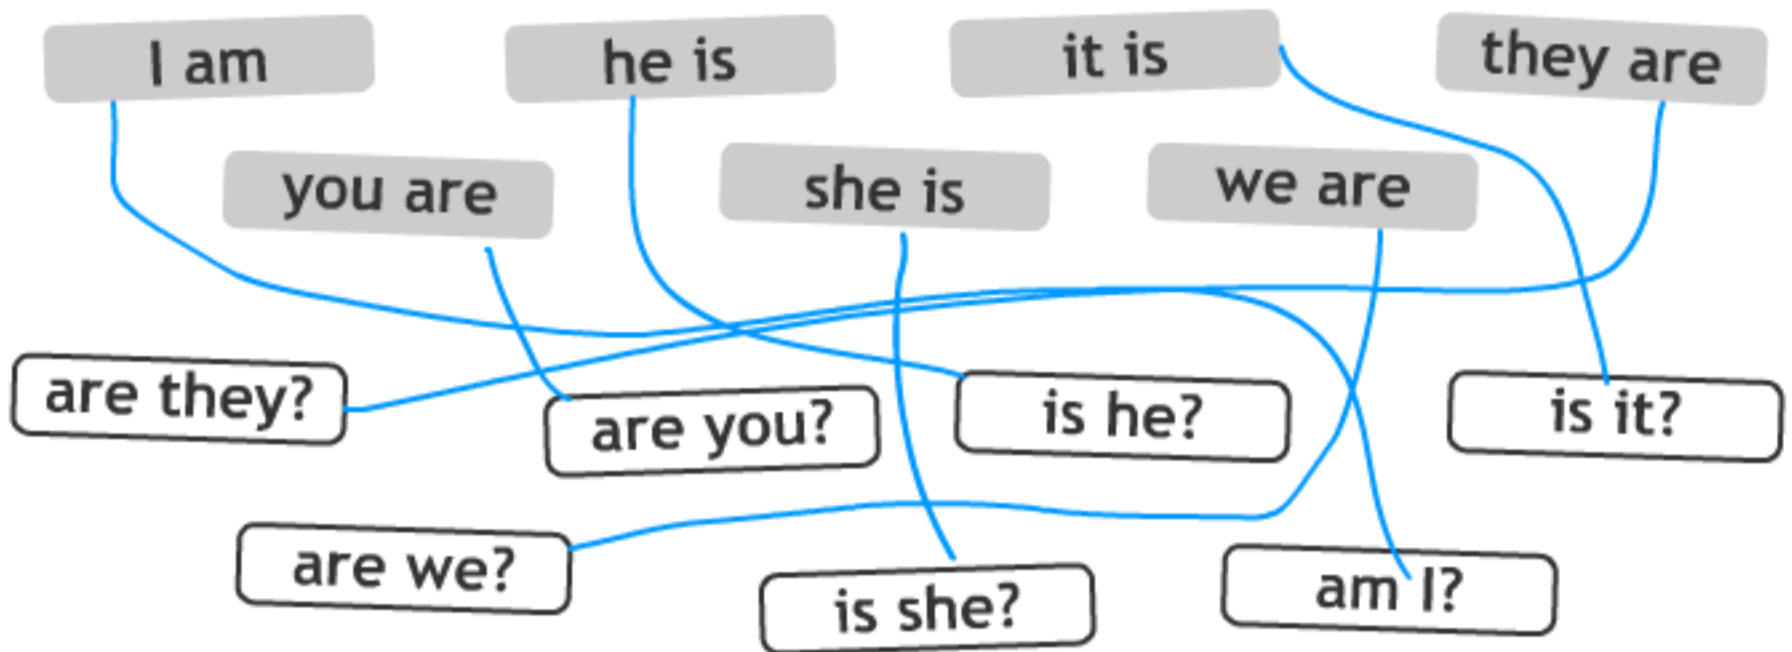 I am
he is
it is
they are
you are
she is
we are
are they?
are you?
is he?
is it?
are we?
is she?
am I?